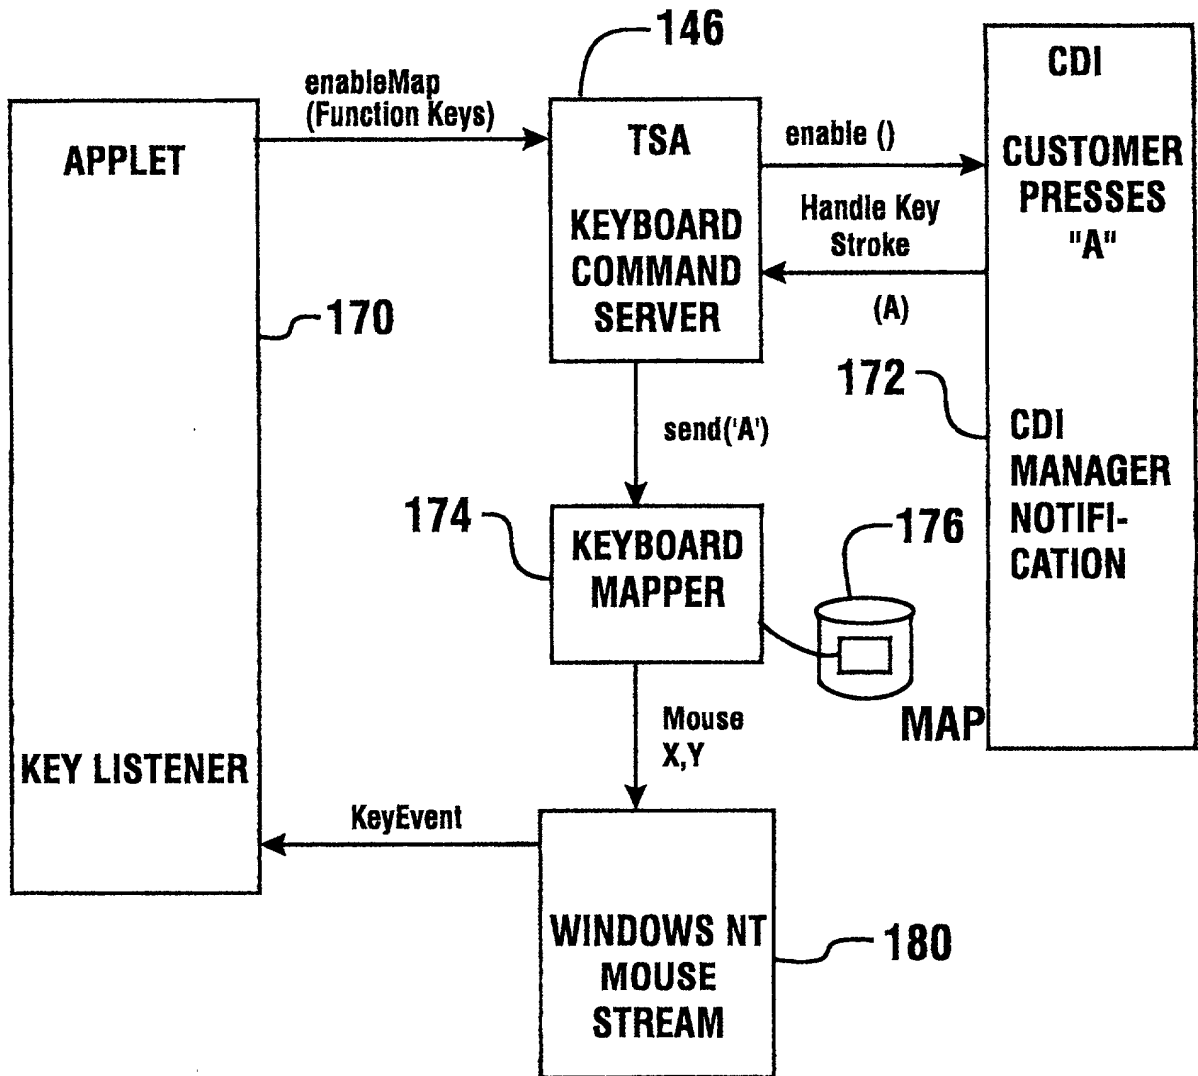 146
CDI
enableMap
(Function Keys)
APPLET
TSA
enable ()
CUSTOMER
PRESSES
"A"
KEYBOARD
COMMAND
SERVER
Handle Key
Stroke
(A)
170
172
send('A')
CDI
MANAGER
NOTIFI-
CATION
174
KEYBOARD
MAPPER
176
MAP
Mouse
X,Y
KEY LISTENER
KeyEvent
WINDOWS NT
MOUSE
STREAM
180